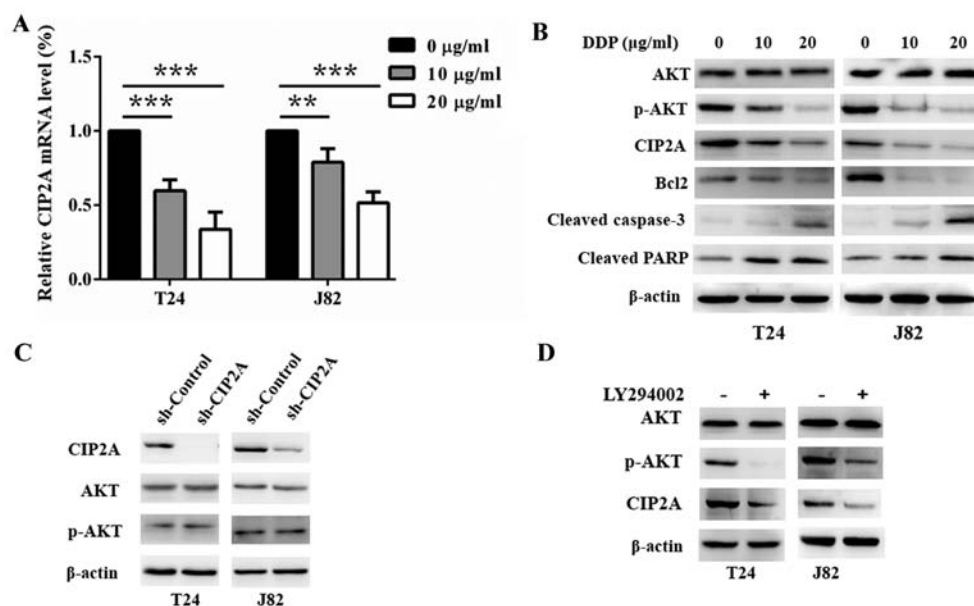 A
Relative CIP2A mRNA level (%)
1.0
0.5
0.0
***
***
***
**
0 μg/ml
10 μg/ml
20 μg/ml
T24
J82
B
DDP (μg/ml) 0 10 20 0 10 20
AKT
p-AKT
CIP2A
Bcl2
Cleaved caspase-3
Cleaved PARP
β-actin
T24 J82
C
sh-Control sh-CIP2A sh-Control sh-CIP2A
CIP2A
AKT
p-AKT
β-actin
T24 J82
D
LY294002 - + - +
AKT
p-AKT
CIP2A
β-actin
T24 J82